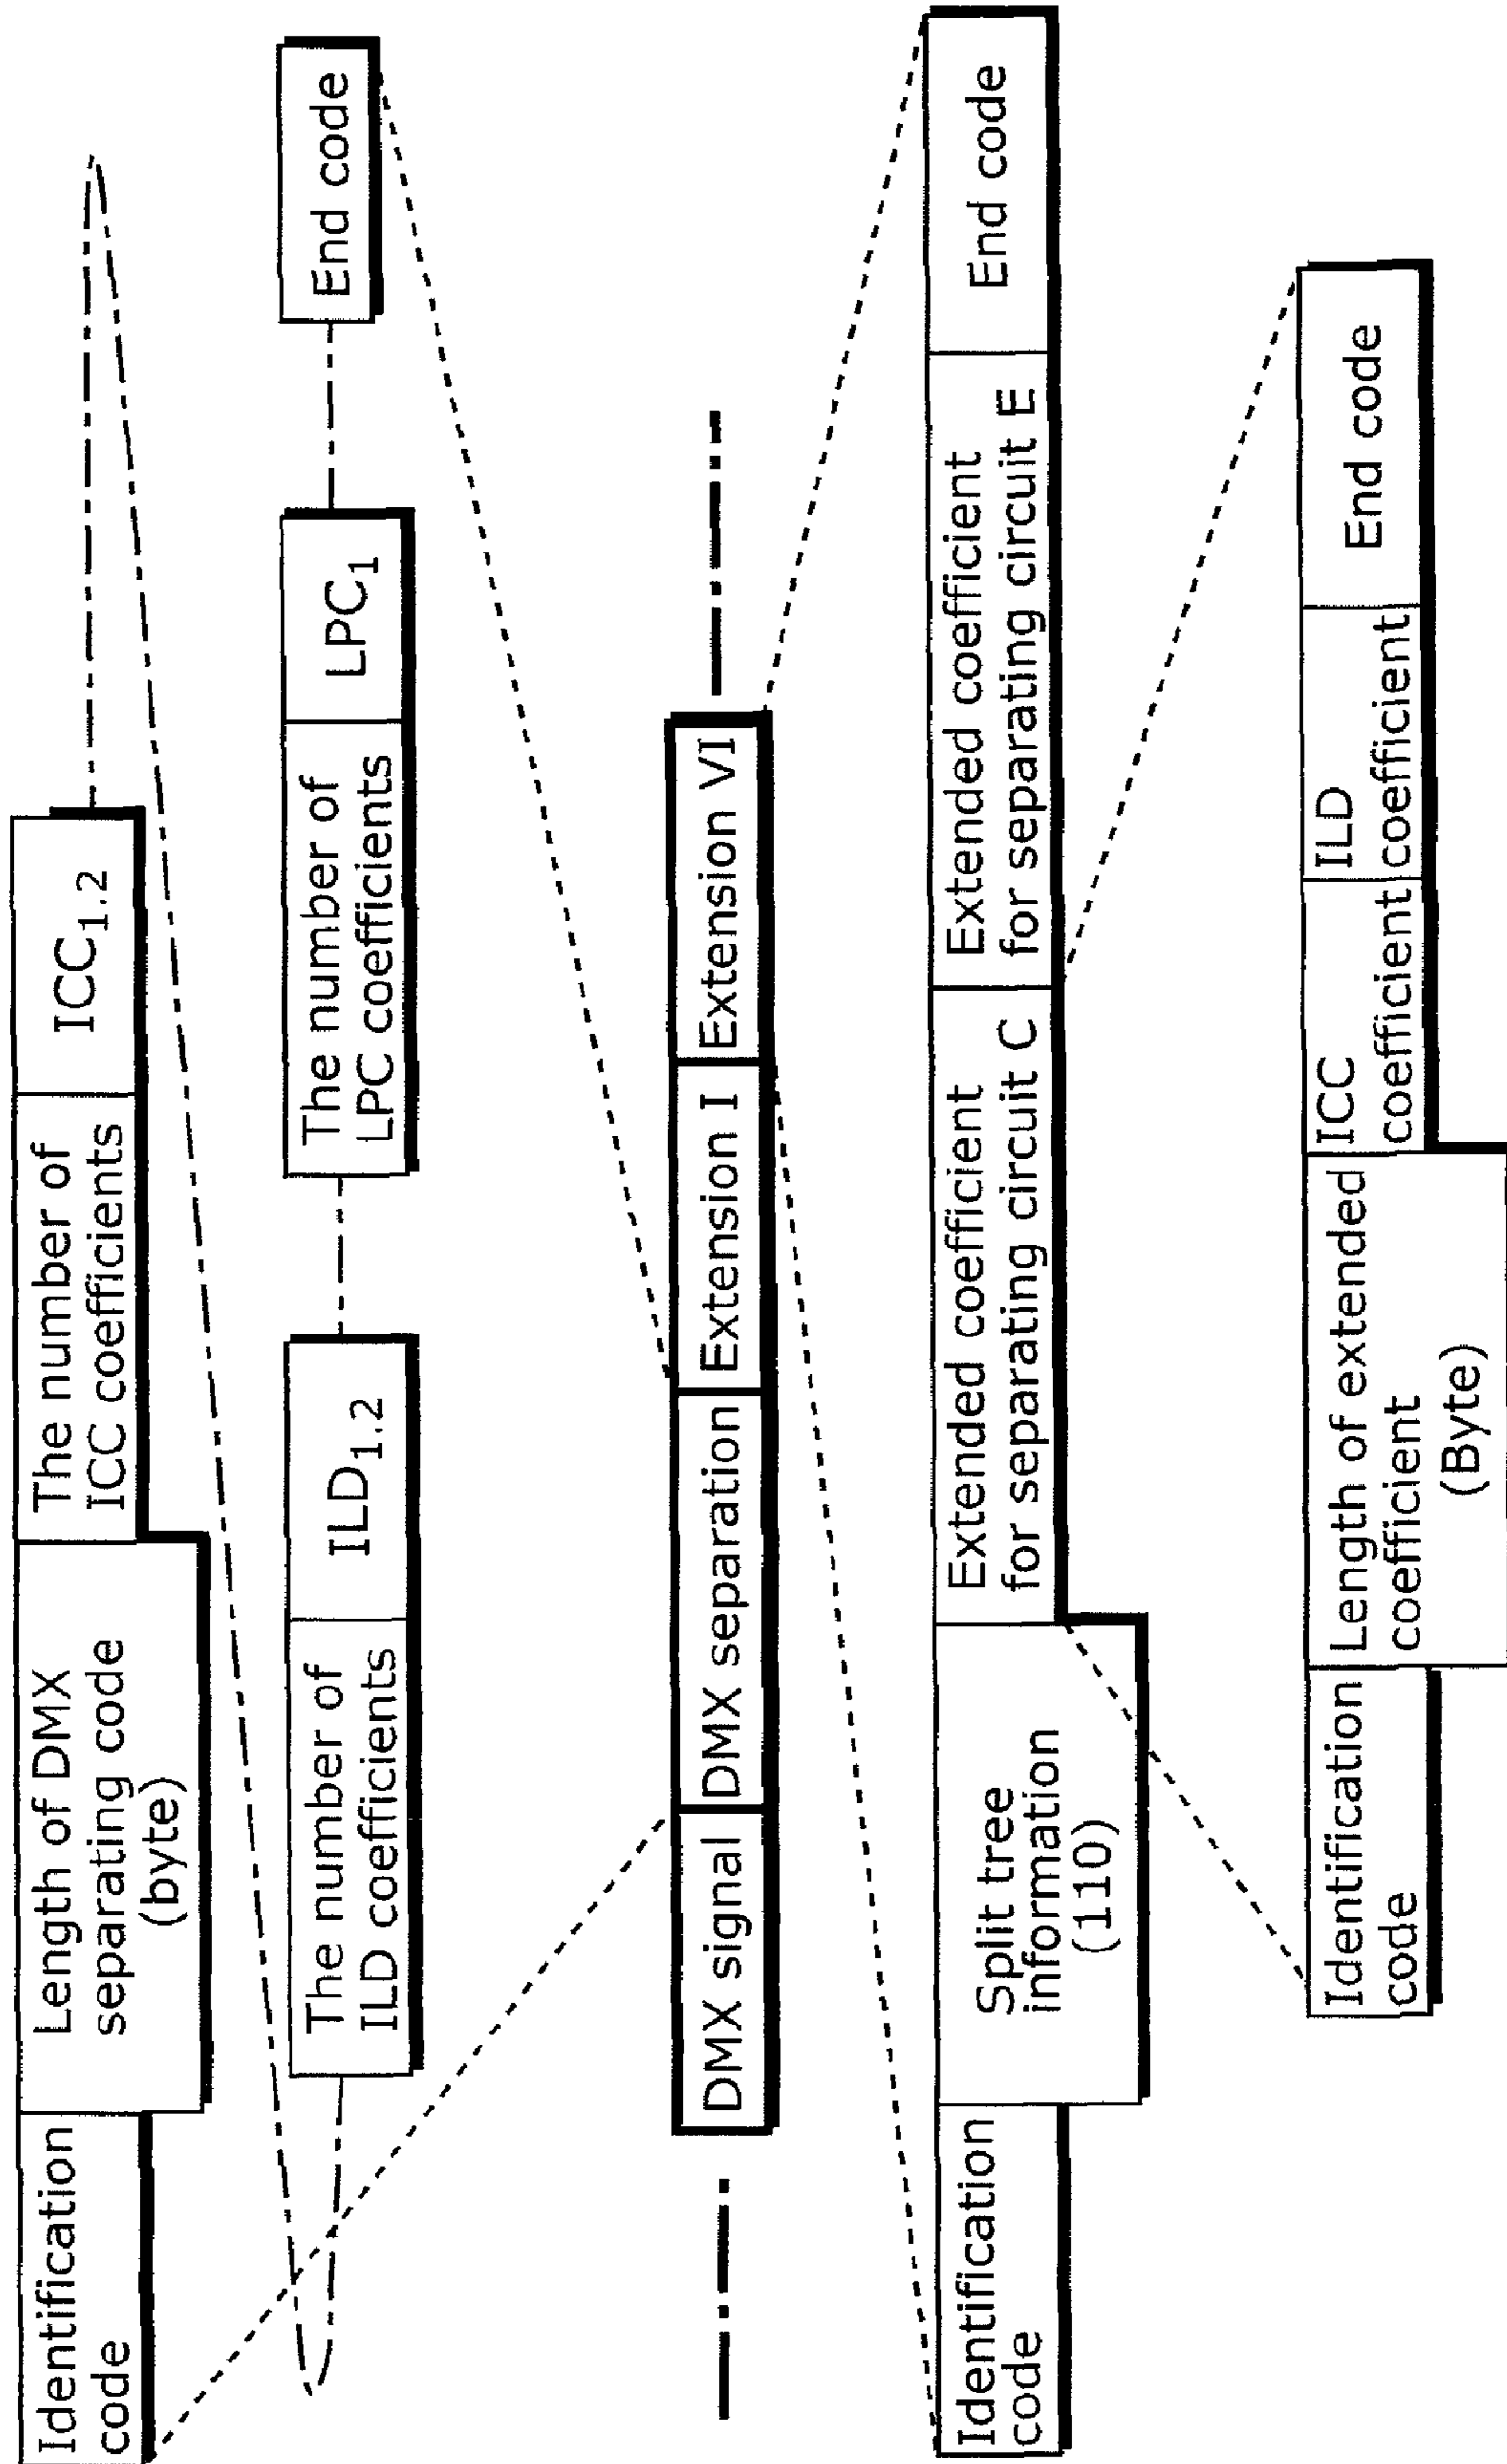 Identification
code
Length of DMX
separating code
(byte)
The number of
ICC coefficients
ICC1.2
The number of
ILD coefficients
ILD1.2
The number of
LPC coefficients
LPC1
End code
DMX signal
DMX separation
Extension I
Extension VI
Identification
code
Split tree
information
(110)
Extended coefficient
for separating circuit C
Extended coefficient
for separating circuit E
End code
Identification
code
Length of extended
coefficient
(Byte)
ICC
coefficient
ILD
coefficient
End code